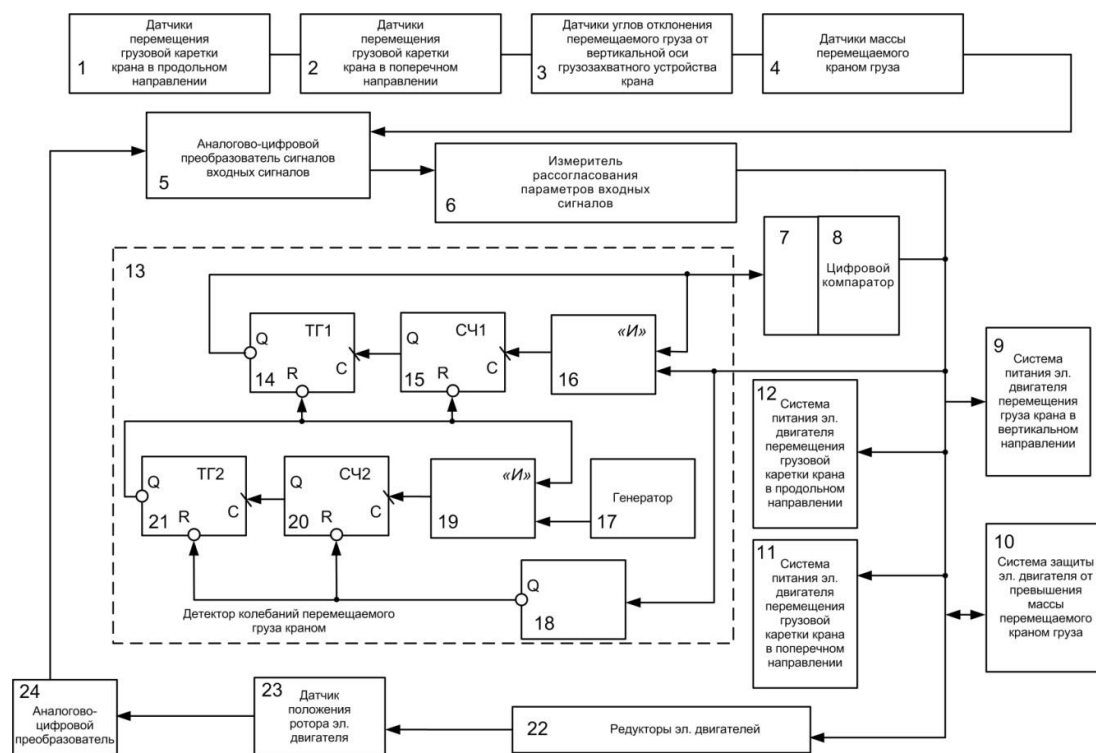 Датчики
перемещения
грузовой каретки
крана в продольном
направлении
1
Датчики
перемещения
грузовой каретки
крана в поперечном
направлении
2
Датчики углов отклонения
перемещаемого груза от
вертикальной оси
грузозахватного устройства
крана
3
Датчики массы
перемещаемого
краном груза
4
Аналогово-цифровой
преобразователь сигналов
входных сигналов
5
Измеритель
рассогласования
параметров входных
сигналов
6
7
8
Цифровой
компаратор
13
Q
ТГ1
R
C
14
Q
СЧ1
R
C
15
«И»
16
Q
ТГ2
R
C
21
Q
СЧ2
R
C
20
«И»
19
Генератор
17
Q
18
Детектор колебаний перемещаемого
груза краном
9
Система
питания эл.
двигателя
перемещения
груза крана в
вертикальном
направлении
12
Система
питания эл.
двигателя
перемещения
грузовой
каретки крана
в продольном
направлении
11
Система
питания эл.
двигателя
перемещения
грузовой
каретки крана
в поперечном
направлении
10
Система защиты
эл. двигателя от
превышения
массы
перемещаемого
краном груза
24
Аналогово-
цифровой
преобразователь
23
Датчик
положения
ротора эл.
двигателя
22
Редукторы эл. двигателей